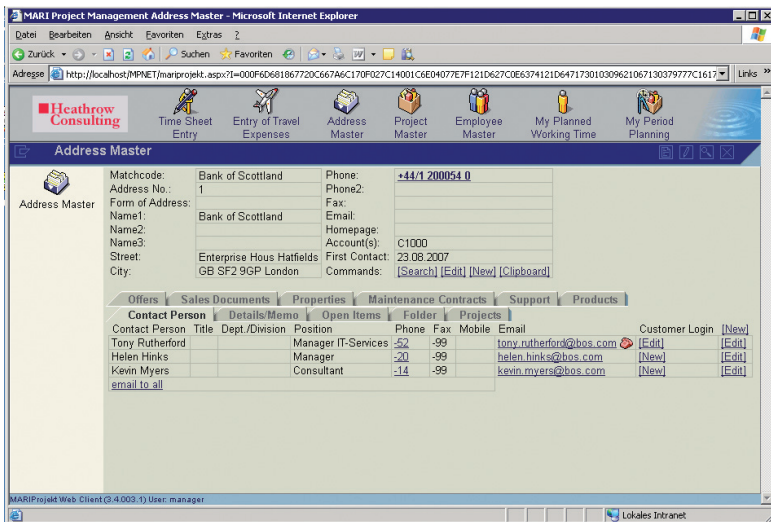 MARI Project Management Address Master - Microsoft Internet Explorer
Datei Bearbeiten Ansicht Favoriten Extras ?
Zurück Suchen Favoriten
Adresse http://localhost/MPNET/mariprojekt.aspx? Links »
Heathrow Consulting
Time Sheet Entry
Entry of Travel Expenses
Address Master
Project Master
Employee Master
My Planned Working Time
My Period Planning
Address Master
Address Master
Matchcode: Bank of Scottland Phone: +44/1 200054 0
Address No.: 1 Phone2:
Form of Address: Fax:
Name1: Bank of Scottland Email:
Name2: Homepage:
Name3: Account(s): C1000
Street: Enterprise Hous Hatfields First Contact: 23.08.2007
City: GB SF2 9GP London Commands: [Search] [Edit] [New] [Clipboard]
Offers Sales Documents Properties Maintenance Contracts Support Products
Contact Person Details/Memo Open Items Folder Projects
Contact Person Title Dept./Division Position Phone Fax Mobile Email Customer Login [New]
Tony Rutherford Manager IT-Services -52 -99 tony.rutherford@bos.com [Edit] [Edit]
Helen Hinks Manager -20 -99 helen.hinks@bos.com [New] [Edit]
Kevin Myers Consultant -14 -99 kevin.myers@bos.com [New] [Edit]
email to all
MARIProjekt Web Client (3.4.003.1) User: manager
Lokales Intranet